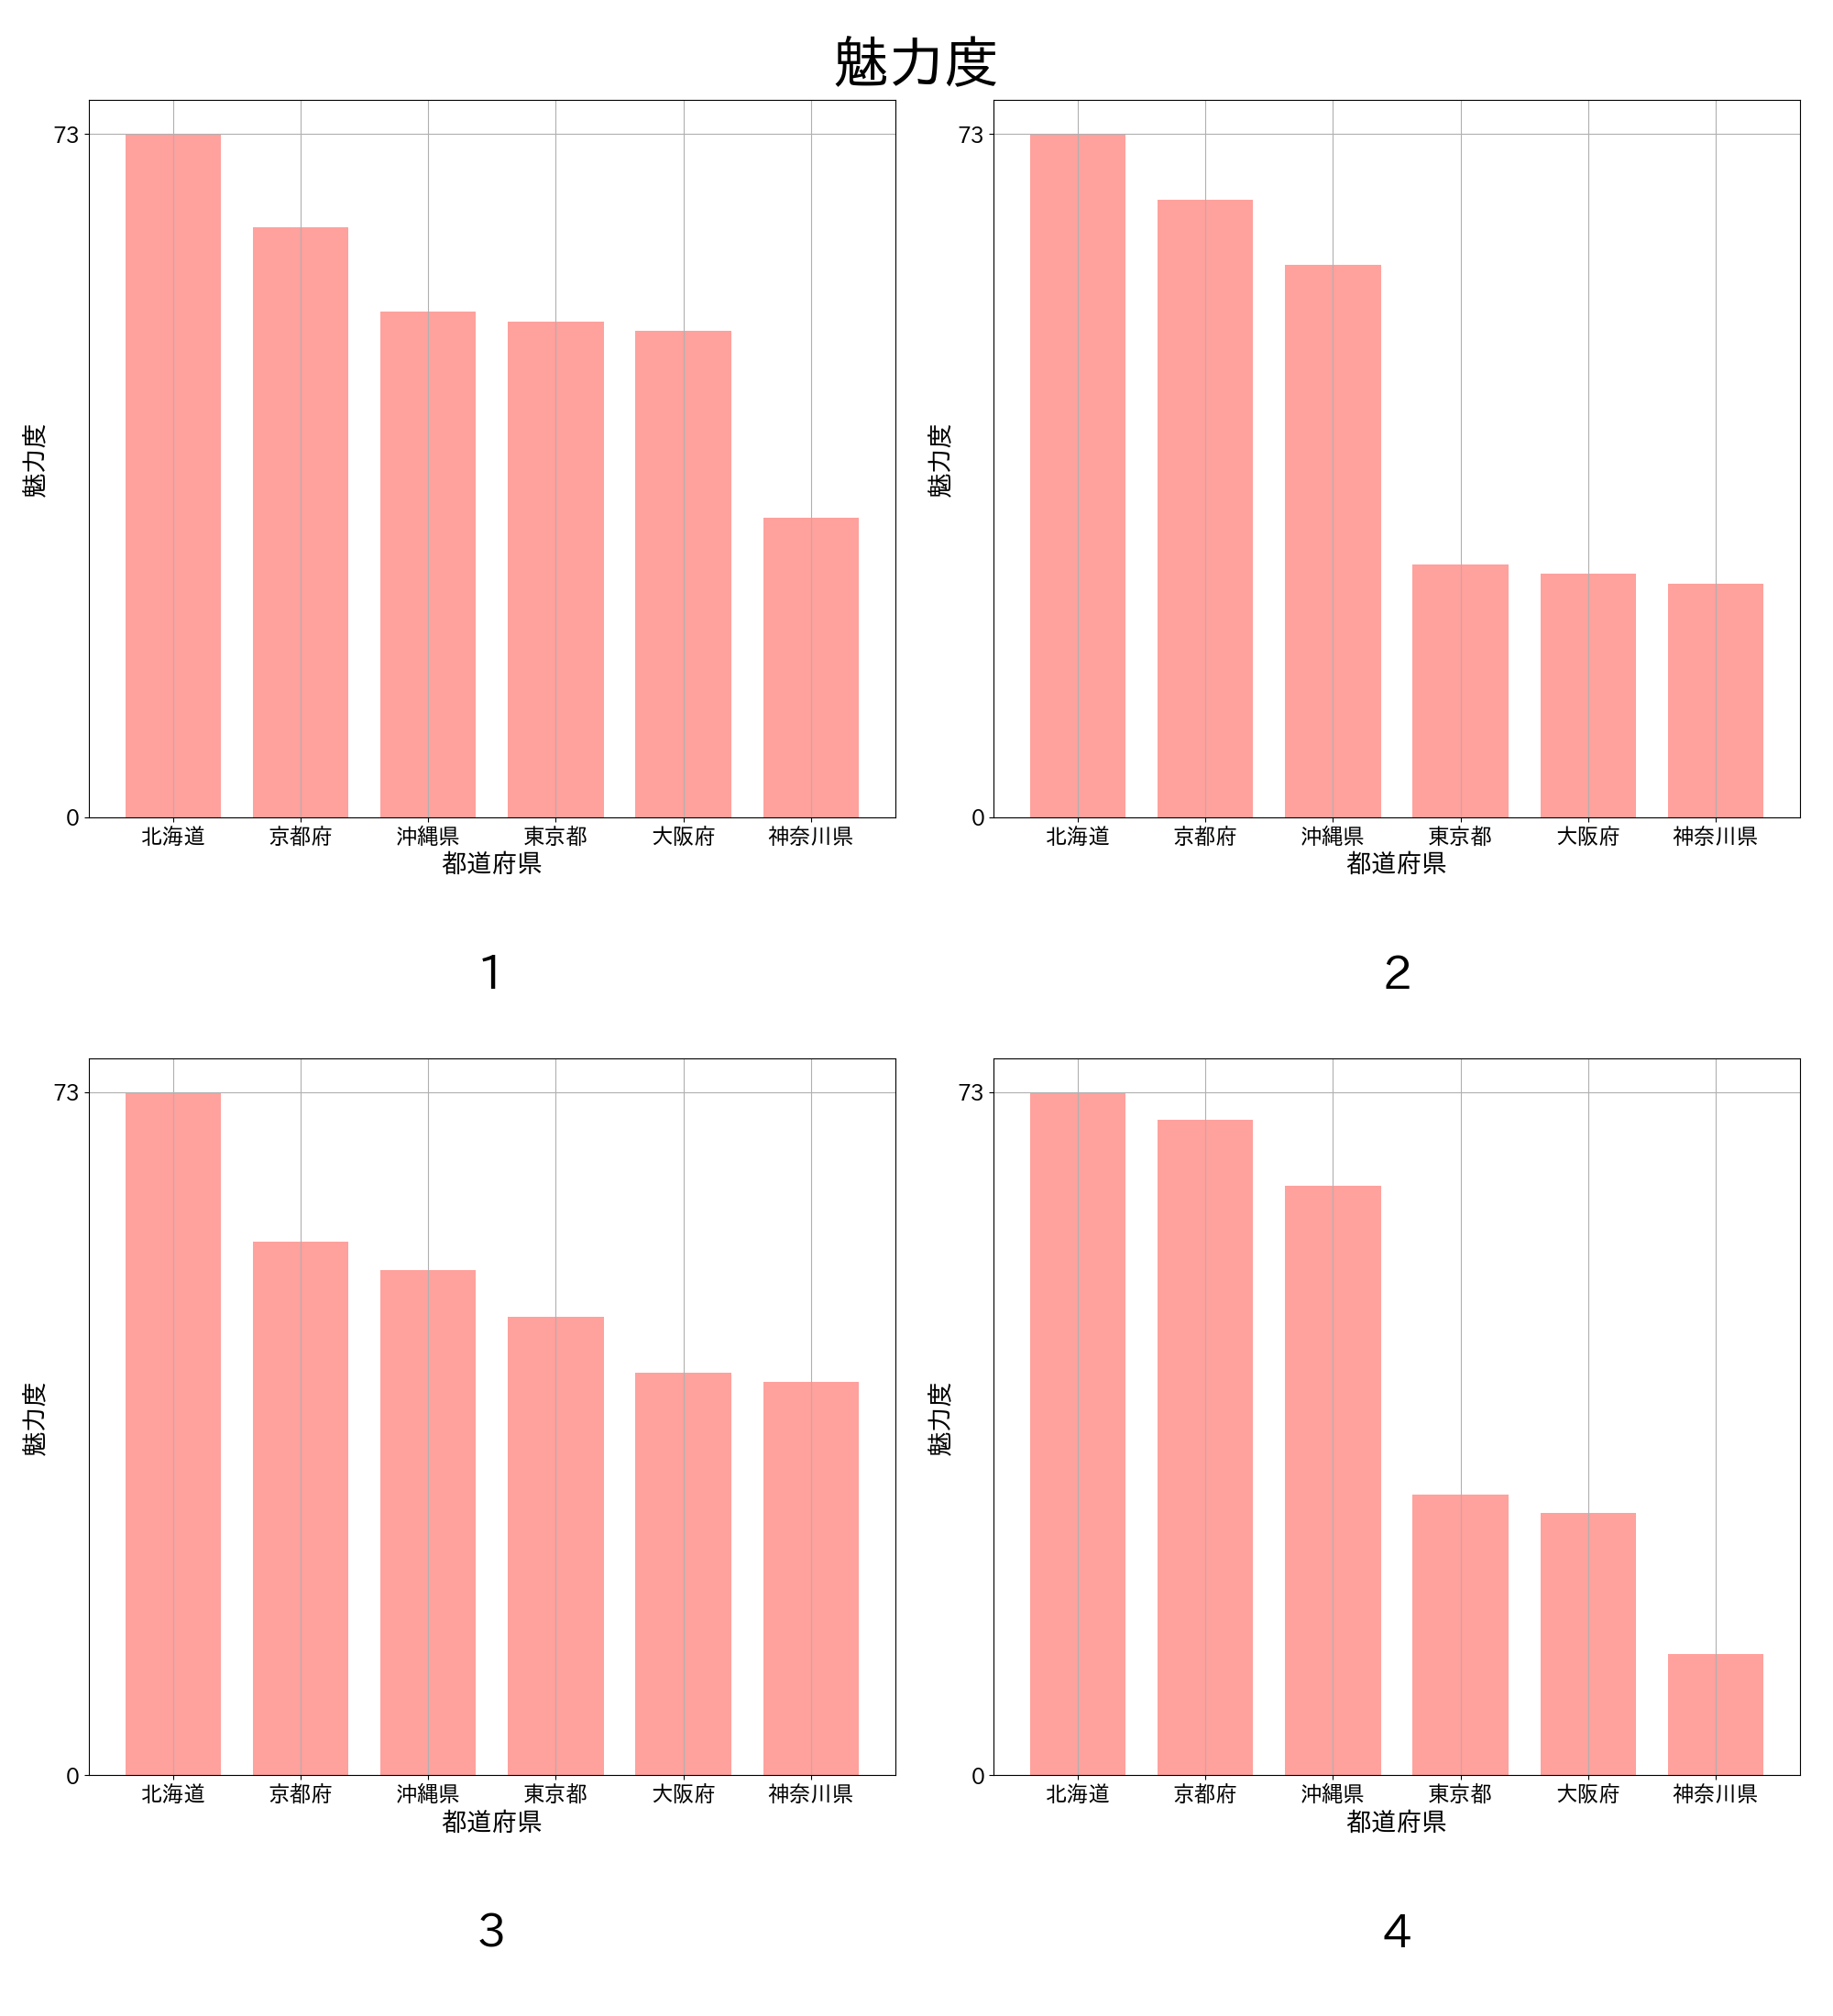 魅力度
73
0
魅力度
北海道 京都府 沖縄県 東京都 大阪府 神奈川県
都道府県
1
73
0
魅力度
北海道 京都府 沖縄県 東京都 大阪府 神奈川県
都道府県
2
73
0
魅力度
北海道 京都府 沖縄県 東京都 大阪府 神奈川県
都道府県
3
73
0
魅力度
北海道 京都府 沖縄県 東京都 大阪府 神奈川県
都道府県
4